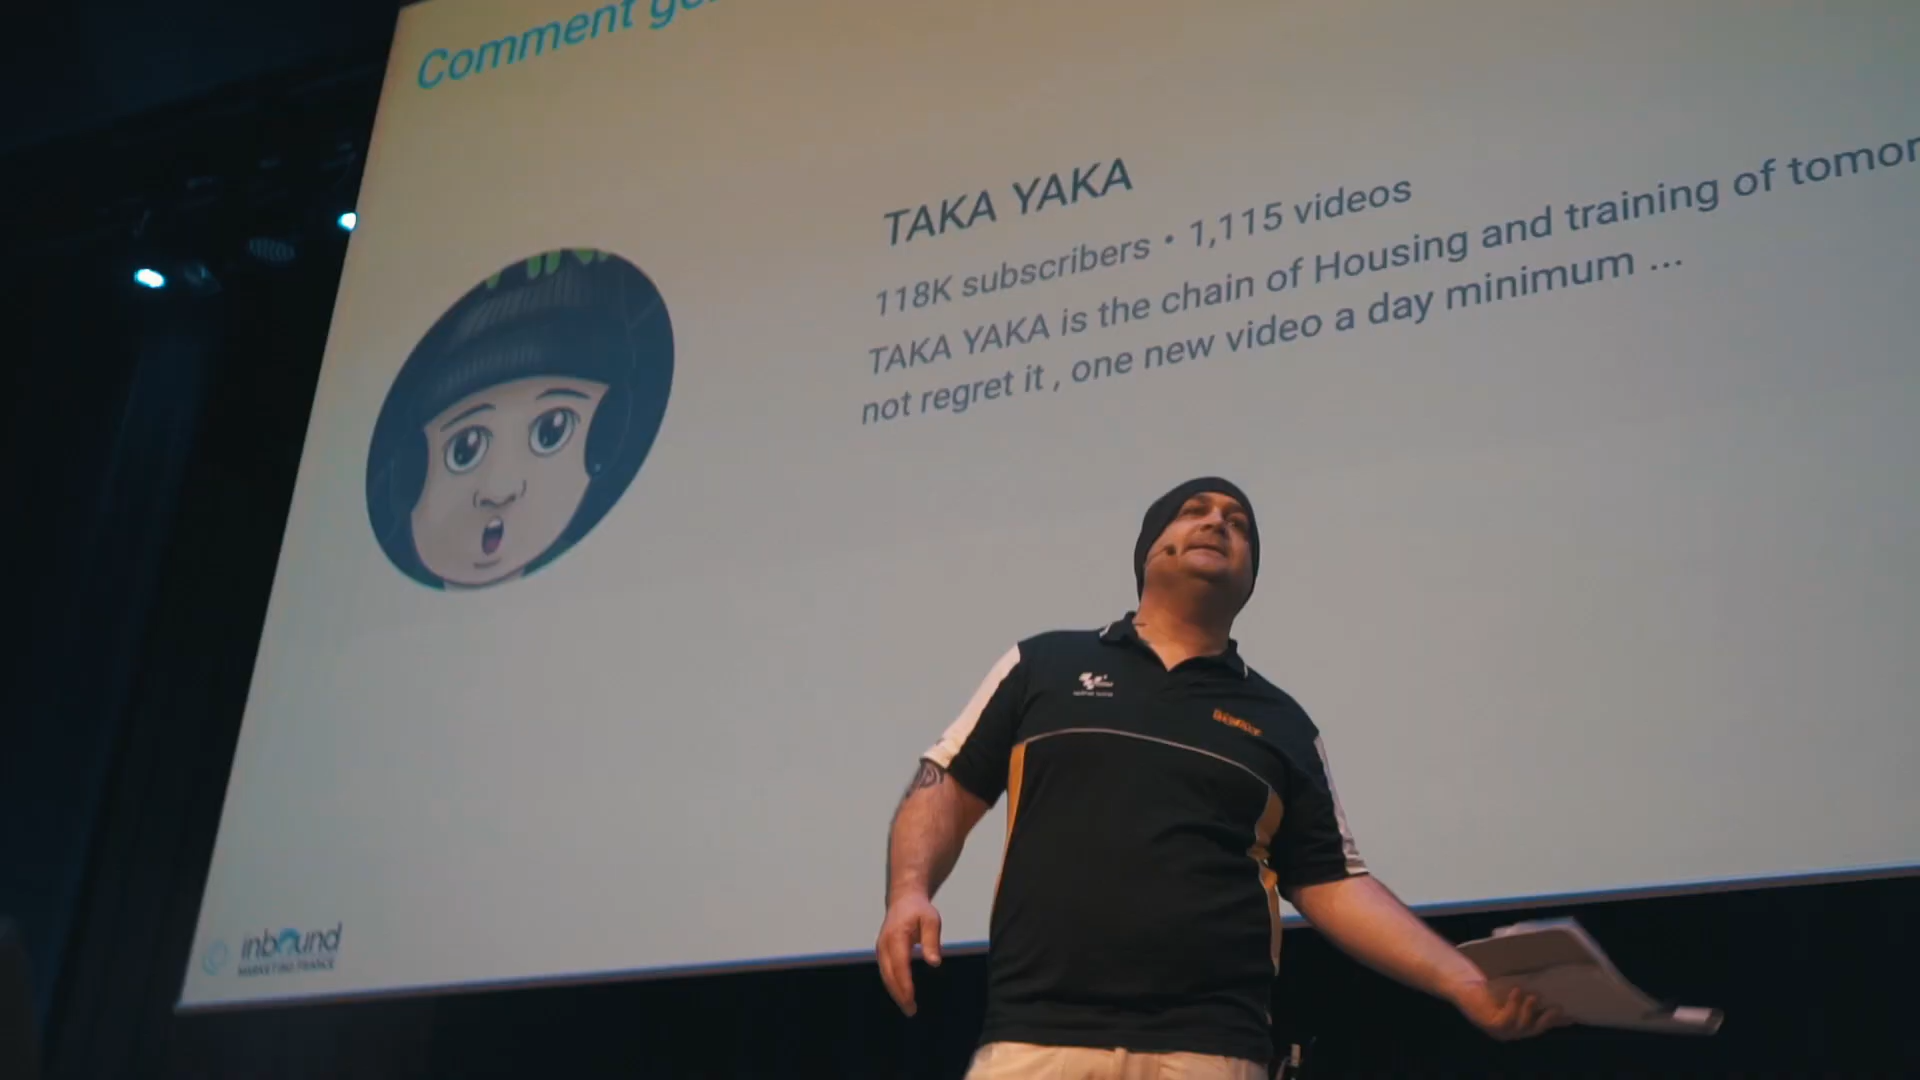 Comment
TAKA YAKA
118K subscribers • 1,115 videos
TAKA YAKA is the chain of Housing and training of
not regret it , one new video a day minimum ...
inbound
MARKETING FRANCE